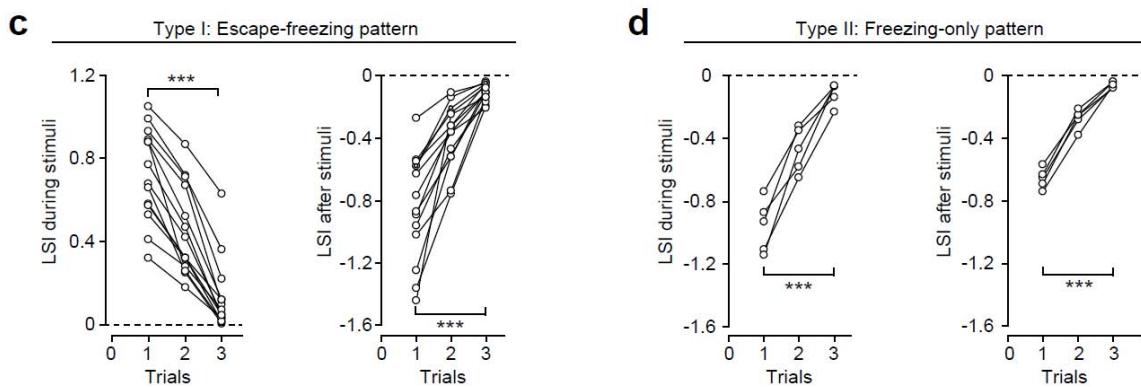 c
Type I: Escape-freezing pattern
LSI during stimuli
1.2
0.8
0.4
0
***
0 1 2 3
Trials
LSI after stimuli
0
-0.4
-0.8
-1.2
-1.6
***
0 1 2 3
Trials
d
Type II: Freezing-only pattern
LSI during stimuli
0
-0.4
-0.8
-1.2
-1.6
***
0 1 2 3
Trials
LSI after stimuli
0
-0.4
-0.8
-1.2
-1.6
***
0 1 2 3
Trials